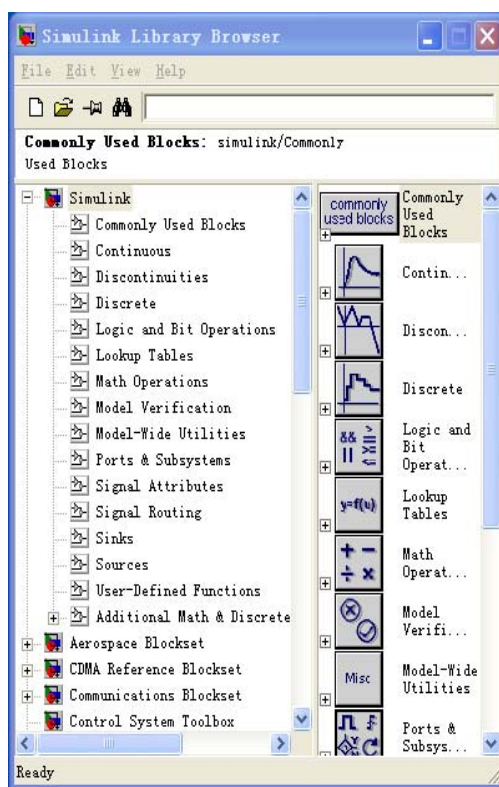 Simulink Library Browser
File Edit View Help
Commonly Used Blocks: simulink/Commonly
Used Blocks
Simulink
Commonly Used Blocks
Continuous
Discontinuities
Discrete
Logic and Bit Operations
Lookup Tables
Math Operations
Model Verification
Model-Wide Utilities
Ports & Subsystems
Signal Attributes
Signal Routing
Sinks
Sources
User-Defined Functions
Additional Math & Discrete
Aerospace Blockset
CDMA Reference Blockset
Communications Blockset
Control System Toolbox
commonly
used blocks
Commonly
Used
Blocks
Contin...
Discon...
Discrete
&& > >=
|| <=
Logic and
Bit
Operat...
y=f(u)
Lookup
Tables
+ −
÷ ×
Math
Operat...
Model
Verifi...
Misc
Model-Wide
Utilities
Ports &
Subsys...
Ready